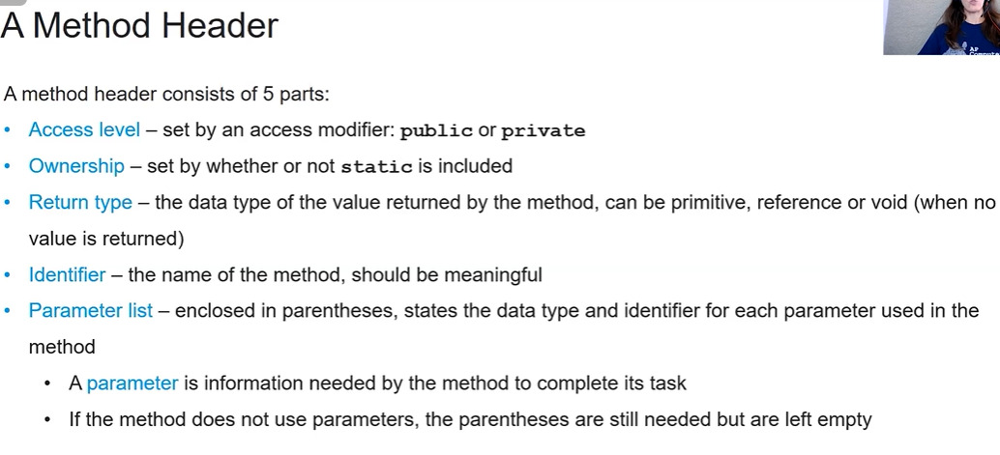 A Method Header
AP
A method header consists of 5 parts:
• Access level – set by an access modifier: public or private
• Ownership – set by whether or not static is included
• Return type – the data type of the value returned by the method, can be primitive, reference or void (when no
value is returned)
• Identifier – the name of the method, should be meaningful
• Parameter list – enclosed in parentheses, states the data type and identifier for each parameter used in the
method
• A parameter is information needed by the method to complete its task
• If the method does not use parameters, the parentheses are still needed but are left empty